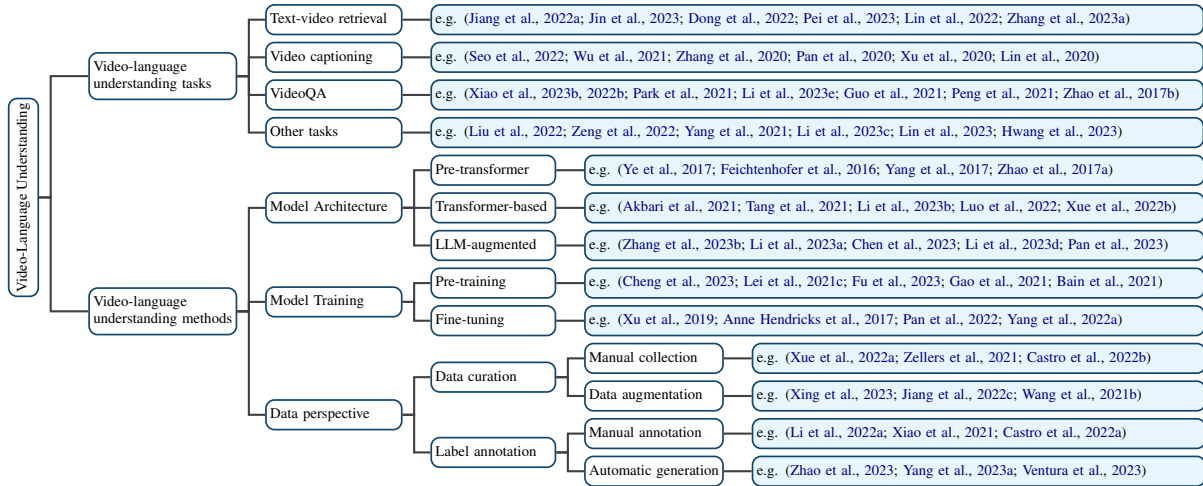 Video-Language Understanding
Video-language
understanding tasks
Text-video retrieval
e.g. (Jiang et al., 2022a; Jin et al., 2023; Dong et al., 2022; Pei et al., 2023; Lin et al., 2022; Zhang et al., 2023a)
Video captioning
e.g. (Seo et al., 2022; Wu et al., 2021; Zhang et al., 2020; Pan et al., 2020; Xu et al., 2020; Lin et al., 2020)
VideoQA
e.g. (Xiao et al., 2023b, 2022b; Park et al., 2021; Li et al., 2023e; Guo et al., 2021; Peng et al., 2021; Zhao et al., 2017b)
Other tasks
e.g. (Liu et al., 2022; Zeng et al., 2022; Yang et al., 2021; Li et al., 2023c; Lin et al., 2023; Hwang et al., 2023)
Video-language
understanding methods
Model Architecture
Pre-transformer
e.g. (Ye et al., 2017; Feichtenhofer et al., 2016; Yang et al., 2017; Zhao et al., 2017a)
Transformer-based
e.g. (Akbari et al., 2021; Tang et al., 2021; Li et al., 2023b; Luo et al., 2022; Xue et al., 2022b)
LLM-augmented
e.g. (Zhang et al., 2023b; Li et al., 2023a; Chen et al., 2023; Li et al., 2023d; Pan et al., 2023)
Model Training
Pre-training
e.g. (Cheng et al., 2023; Lei et al., 2021c; Fu et al., 2023; Gao et al., 2021; Bain et al., 2021)
Fine-tuning
e.g. (Xu et al., 2019; Anne Hendricks et al., 2017; Pan et al., 2022; Yang et al., 2022a)
Data perspective
Data curation
Manual collection
e.g. (Xue et al., 2022a; Zellers et al., 2021; Castro et al., 2022b)
Data augmentation
e.g. (Xing et al., 2023; Jiang et al., 2022c; Wang et al., 2021b)
Label annotation
Manual annotation
e.g. (Li et al., 2022a; Xiao et al., 2021; Castro et al., 2022a)
Automatic generation
e.g. (Zhao et al., 2023; Yang et al., 2023a; Ventura et al., 2023)